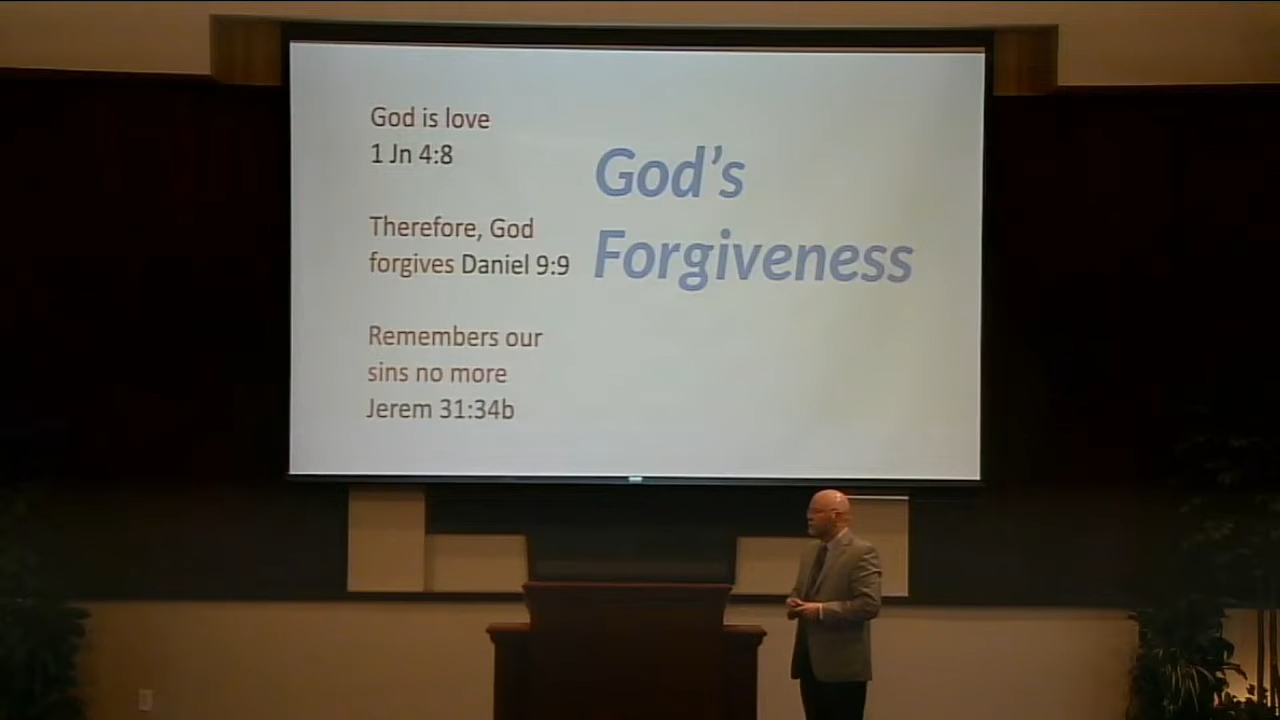 God is love
1 Jn 4:8
Therefore, God
forgives Daniel 9:9
Remembers our
sins no more
Jerem 31:34b
God's
Forgiveness